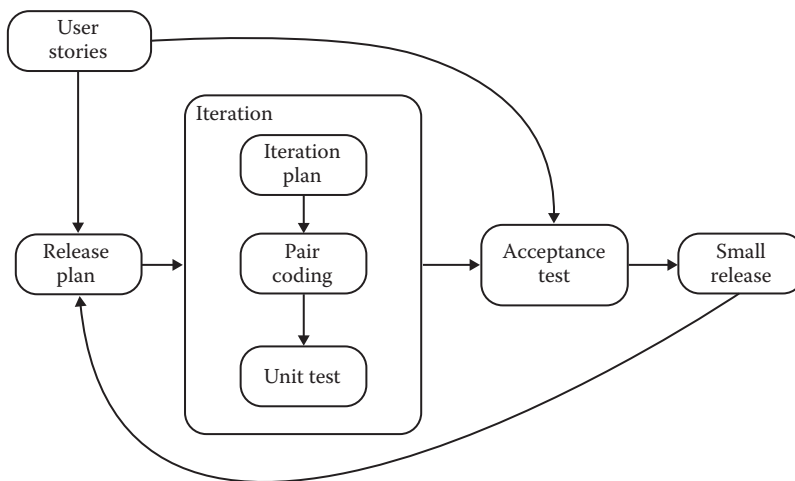 User
stories
Iteration
Iteration
plan
Release
plan
Pair
coding
Acceptance
test
Small
release
Unit test